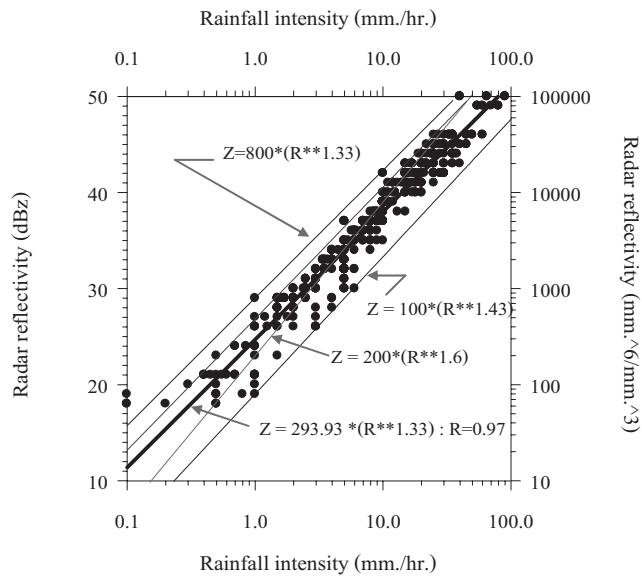 Rainfall intensity (mm./hr.)
0.1 1.0 10.0 100.0
50 100000
Z=800*(R**1.33)
40 10000
30 1000
Z = 100*(R**1.43)
Z = 200*(R**1.6)
20 100
Z = 293.93 *(R**1.33) : R=0.97
10 10
0.1 1.0 10.0 100.0
Rainfall intensity (mm./hr.)
Radar reflectivity (dBz)
Radar reflectivity (mm.^6/mm.^3)